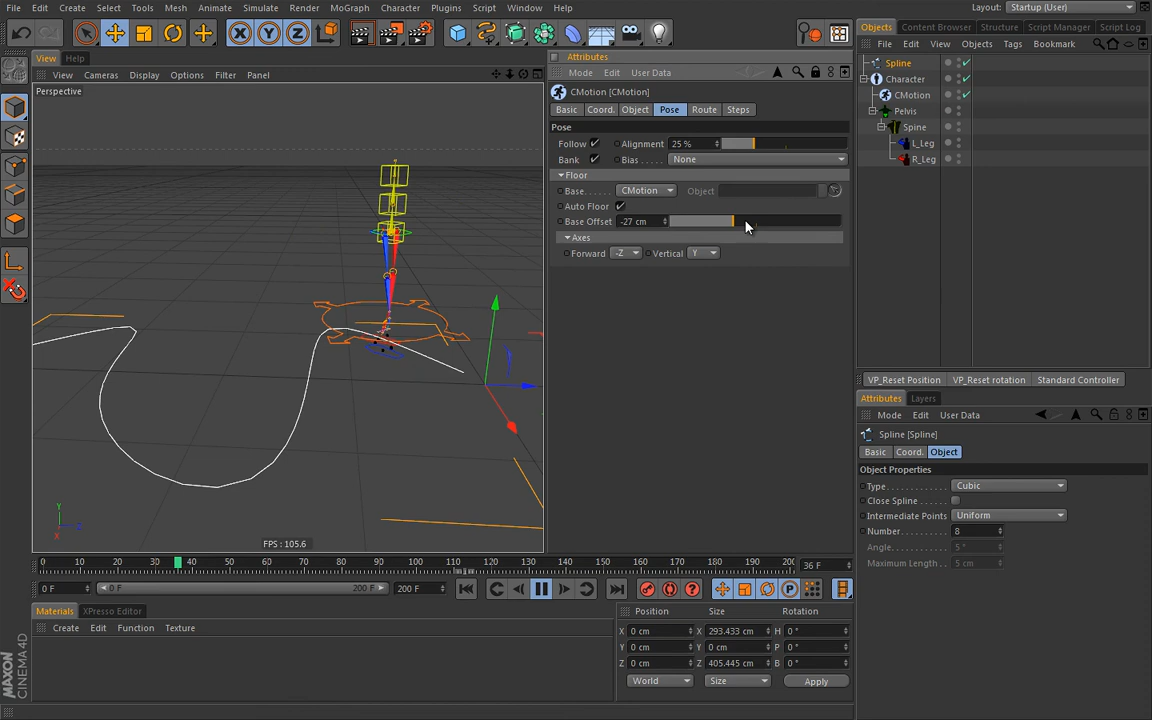 File Edit Create Select Tools Mesh Animate Simulate Render MoGraph Character Plugins Script Window Help Layout: Startup (User)
X Y Z
View Help
View Cameras Display Options Filter Panel
Perspective
FPS : 105.6
Y
Z
X
Attributes
Mode Edit User Data
CMotion [CMotion]
Basic Coord. Object Pose Route Steps
Pose
Follow Alignment 25 %
Bank Bias . . . . . None
Floor
Base. . . . . . CMotion Object
Auto Floor
Base Offset -27 cm
Axes
Forward -Z Vertical Y
Objects Content Browser Structure Script Manager Script Log
File Edit View Objects Tags Bookmark
Spline
Character
CMotion
Pelvis
Spine
L_Leg
R_Leg
VP_Reset Position VP_Reset rotation Standard Controller
Attributes Layers
Mode Edit User Data
Spline [Spline]
Basic Coord. Object
Object Properties
Type . . . . . . . . . . . . Cubic
Close Spline . . . . . .
Intermediate Points Uniform
Number. . . . . . . . . . 8
Angle. . . . . . . . . . . . 5 °
Maximum Length . 5 cm
0 10 20 30 40 50 60 70 80 90 100 110 120 130 140 150 160 170 180 190 200 36 F
0 F 0 F 200 F 200 F
P
Materials XPresso Editor
Create Edit Function Texture
Position Size Rotation
X 0 cm X 293.433 cm H 0 °
Y 0 cm Y 0 cm P 0 °
Z 0 cm Z 405.445 cm B 0 °
World Size Apply
MAXON
CINEMA 4D